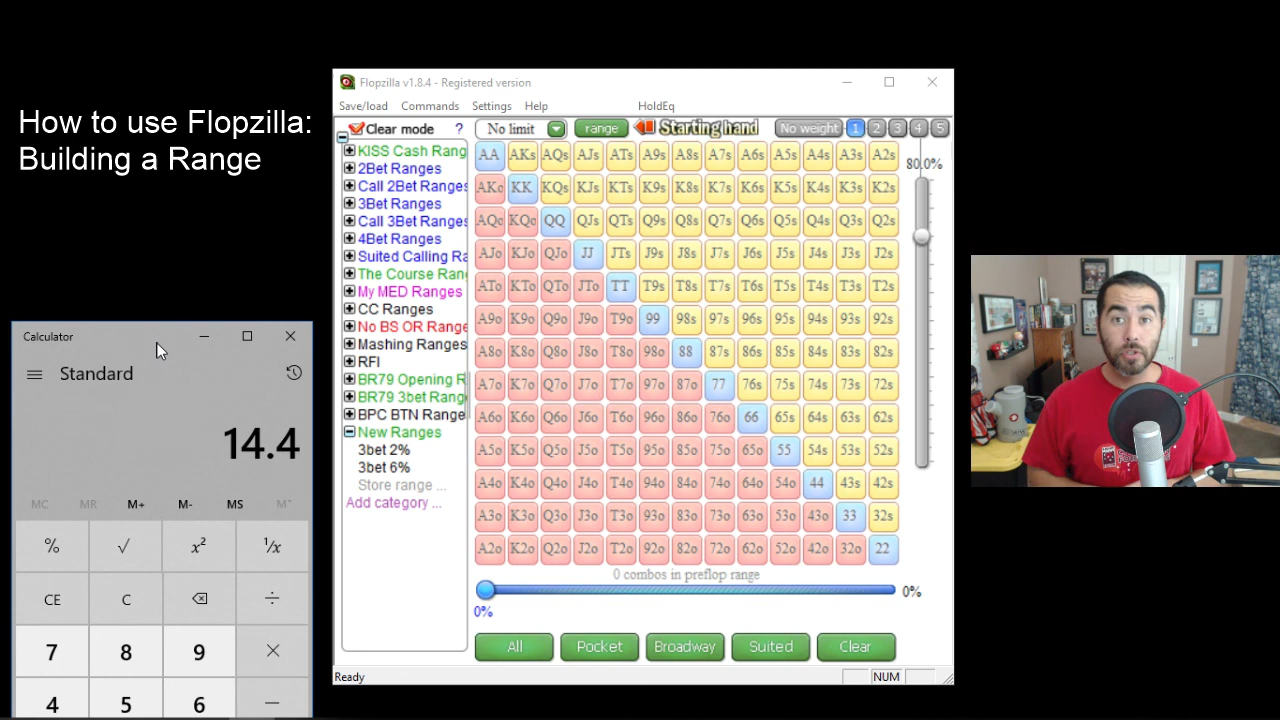 How to use Flopzilla:
Building a Range
Flopzilla v1.8.4 - Registered version
Save/load Commands Settings Help HoldEq
Clear mode ? No limit range Starting hand No weight 1 2 3 4 5
80.0%
KISS Cash Rang
2Bet Ranges
Call 2Bet Ranges
3Bet Ranges
Call 3Bet Ranges
4Bet Ranges
Suited Calling Ra
The Course Rang
My MED Ranges
CC Ranges
No BS OR Range
Mashing Ranges
RFI
BR79 Opening R
BR79 3bet Rang
BPC BTN Range
New Ranges
3bet 2%
3bet 6%
Store range ...
Add category ...
AA AKs AQs AJs ATs A9s A8s A7s A6s A5s A4s A3s A2s
AKo KK KQs KJs KTs K9s K8s K7s K6s K5s K4s K3s K2s
AQo KQo QQ QJs QTs Q9s Q8s Q7s Q6s Q5s Q4s Q3s Q2s
AJo KJo QJo JJ JTs J9s J8s J7s J6s J5s J4s J3s J2s
ATo KTo QTo JTo TT T9s T8s T7s T6s T5s T4s T3s T2s
A9o K9o Q9o J9o T9o 99 98s 97s 96s 95s 94s 93s 92s
A8o K8o Q8o J8o T8o 98o 88 87s 86s 85s 84s 83s 82s
A7o K7o Q7o J7o T7o 97o 87o 77 76s 75s 74s 73s 72s
A6o K6o Q6o J6o T6o 96o 86o 76o 66 65s 64s 63s 62s
A5o K5o Q5o J5o T5o 95o 85o 75o 65o 55 54s 53s 52s
A4o K4o Q4o J4o T4o 94o 84o 74o 64o 54o 44 43s 42s
A3o K3o Q3o J3o T3o 93o 83o 73o 63o 53o 43o 33 32s
A2o K2o Q2o J2o T2o 92o 82o 72o 62o 52o 42o 32o 22
0 combos in preflop range
0%
0%
All Pocket Broadway Suited Clear
Ready NUM
Calculator
Standard
14.4
MC MR M+ M- MS M˅
% √ x² ¹/x
CE C ÷
7 8 9 ×
4 5 6 −